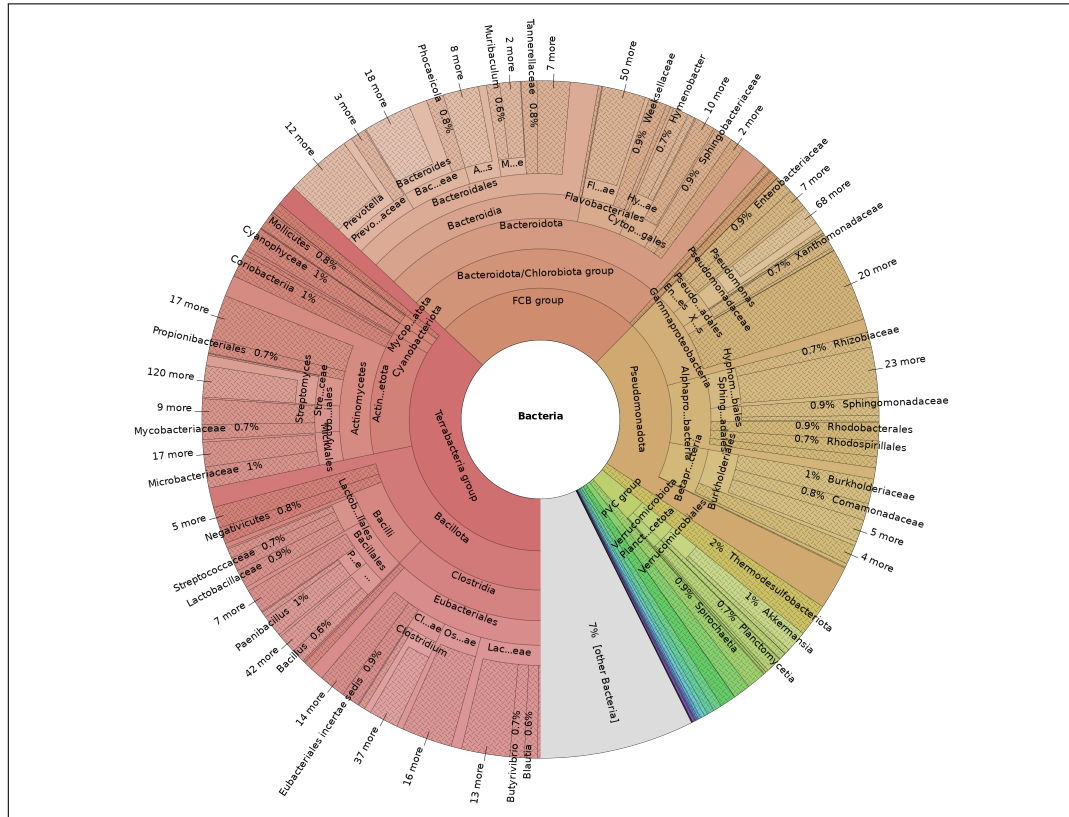 Bacteria
FCB group
Bacteroidota/Chlorobiota group
Bacteroidota
Bacteroidia
Bacteroidales
Prevo...aceae
Prevotella
Bac...eae
Bacteroides
A...s
M...e
12 more
3 more
18 more
Phocaeicola 0.8%
8 more
Muribaculum 0.6%
2 more
Tannerellaceae 0.8%
7 more
Flavobacteriales
Fl...ae
50 more
Weeksellaceae 0.9%
Cytop...gales
Hy...ae
Hymenobacter 0.7%
10 more
0.9% Sphingobacteriaceae
2 more
Pseudomonadota
Gammaproteobacteria
En...es
0.9% Enterobacteriaceae
7 more
Pseudo...adales
Pseudomonadaceae
Pseudomonas
68 more
X...s
0.7% Xanthomonadaceae
20 more
Alphapro...bacteria
Hyphom...biales
0.7% Rhizobiaceae
23 more
Sphing...adales
0.9% Sphingomonadaceae
0.9% Rhodobacterales
0.7% Rhodospirillales
Betapr...cteria
Burkholderiales
1% Burkholderiaceae
0.8% Comamonadaceae
5 more
4 more
2% Thermodesulfobacteriota
PVC group
Verrucomicrobiota
Verrucomicrobiales
1% Akkermansia
Planct...cetota
0.7% Planctomycetia
0.9% Spirochaetia
7% [other Bacteria]
Terrabacteria group
Bacillota
Clostridia
Eubacteriales
Lac...eae
Blautia 0.6%
Butyrivibrio 0.7%
13 more
Os...ae
16 more
Cl...ae
Clostridium
37 more
Eubacteriales incertae sedis 0.9%
14 more
Bacilli
Bacillales
...
Bacillus 0.6%
42 more
P...e
Paenibacillus 1%
7 more
Lactob...llales
Lactobacillaceae 0.9%
Streptococcaceae 0.7%
Negativicutes 0.8%
5 more
Actin...etota
Actinomycetes
Microbacteriaceae 1%
17 more
Mycob...iales
Mycobacteriaceae 0.7%
9 more
Stre...ceae
Streptomyces
120 more
Propionibacteriales 0.7%
17 more
Coriobacteriia 1%
Cyanobacteriota
Cyanophyceae 1%
Mycop...atota
Mollicutes 0.8%